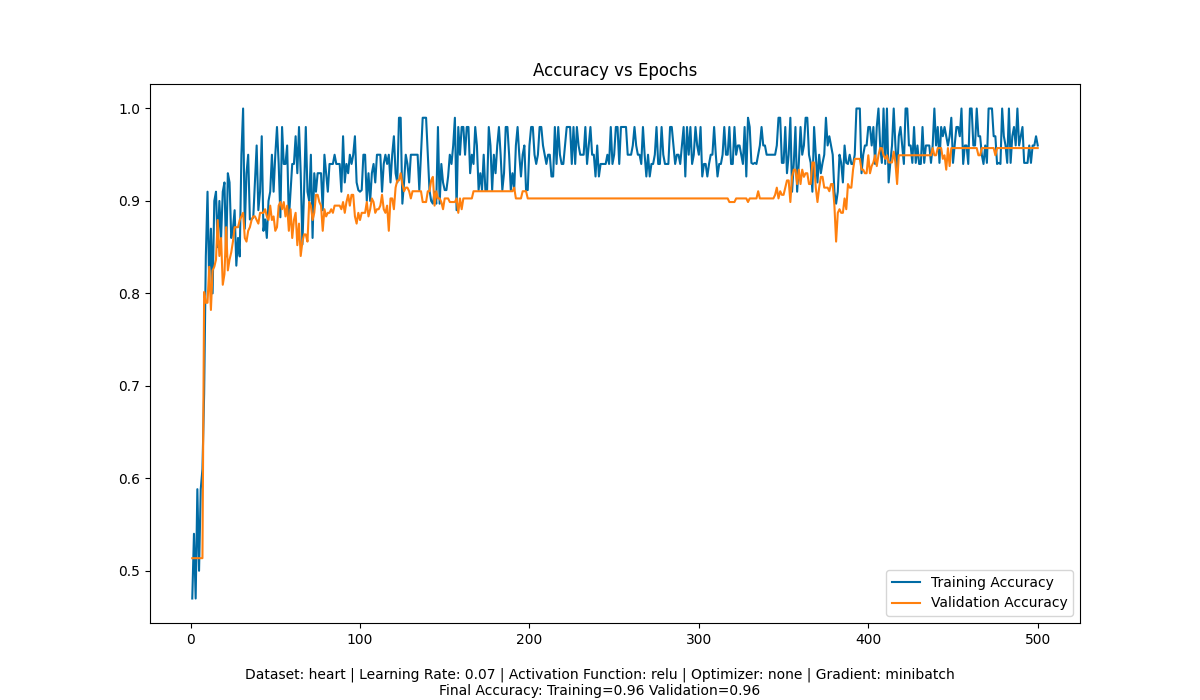 Accuracy vs Epochs
1.0
0.9
0.8
0.7
0.6
0.5
Training Accuracy
Validation Accuracy
0 100 200 300 400 500
Dataset: heart | Learning Rate: 0.07 | Activation Function: relu | Optimizer: none | Gradient: minibatch
Final Accuracy: Training=0.96 Validation=0.96